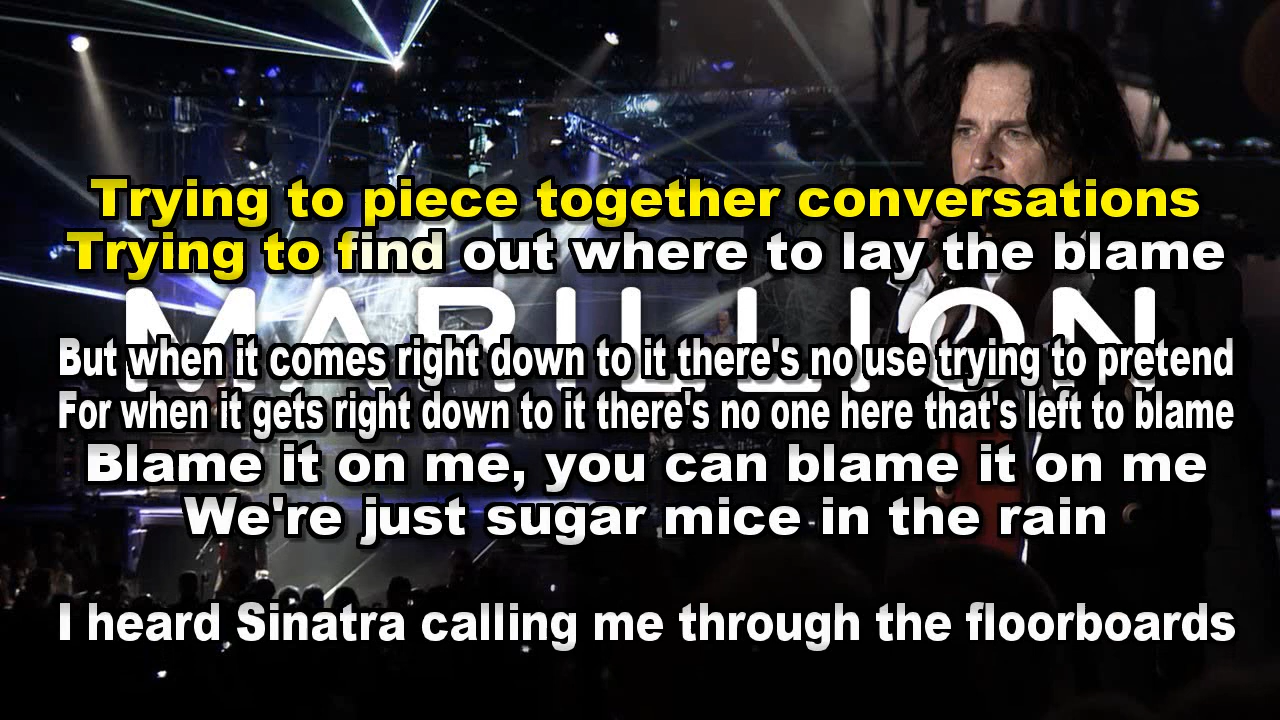 Trying to piece together conversations
Trying to find out where to lay the blame
MARILLION
But when it comes right down to it there's no use trying to pretend
For when it gets right down to it there's no one here that's left to blame
Blame it on me, you can blame it on me
We're just sugar mice in the rain
I heard Sinatra calling me through the floorboards